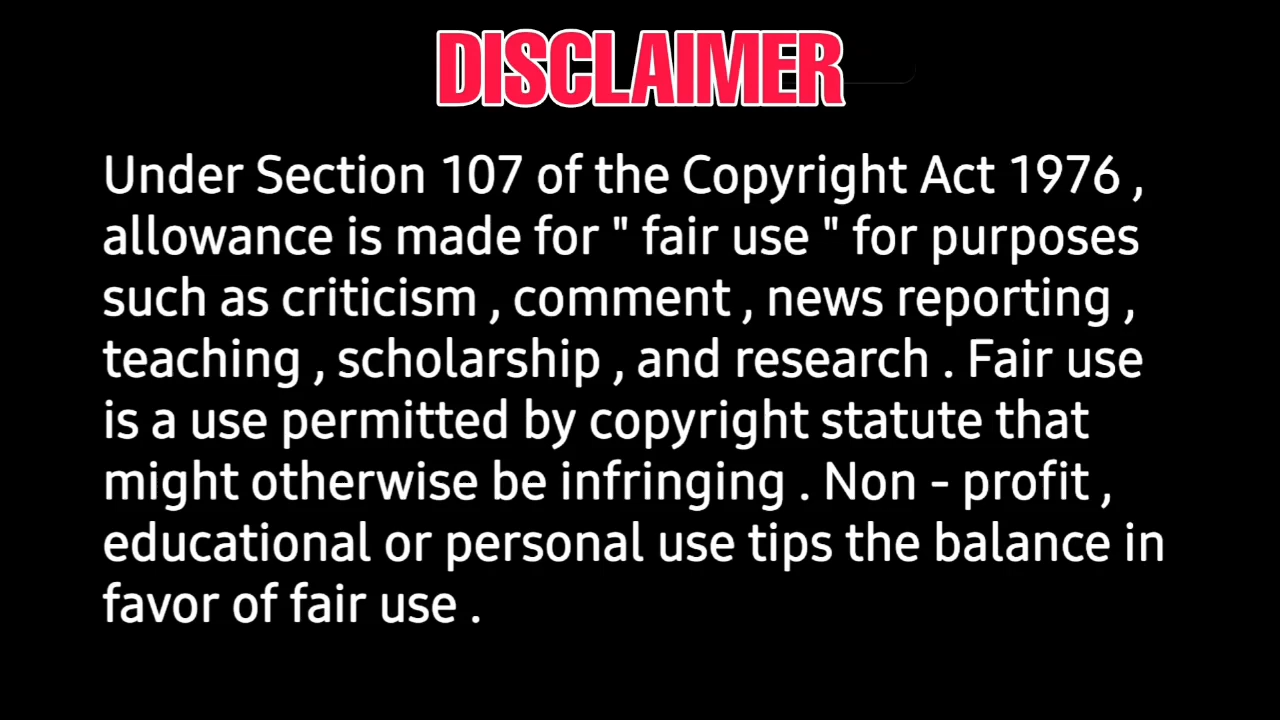 DISCLAIMER
Under Section 107 of the Copyright Act 1976 ,
allowance is made for " fair use " for purposes
such as criticism , comment , news reporting ,
teaching , scholarship , and research . Fair use
is a use permitted by copyright statute that
might otherwise be infringing . Non - profit ,
educational or personal use tips the balance in
favor of fair use .